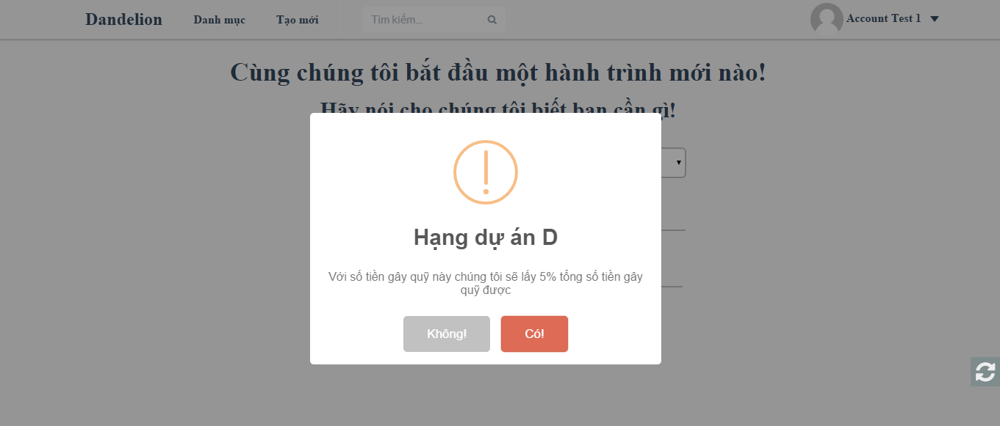 Dandelion
Danh mục
Tạo mới
Tìm kiếm...
Account Test 1
Cùng chúng tôi bắt đầu một hành trình mới nào!
Hãy nói cho chúng tôi biết bạn cần gì!
Hạng dự án D
Với số tiền gây quỹ này chúng tôi sẽ lấy 5% tổng số tiền gây
quỹ được
Không!
Có!